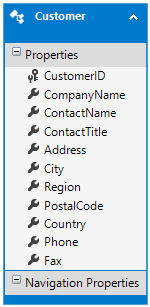 Customer
Properties
CustomerID
CompanyName
ContactName
ContactTitle
Address
City
Region
PostalCode
Country
Phone
Fax
Navigation Properties